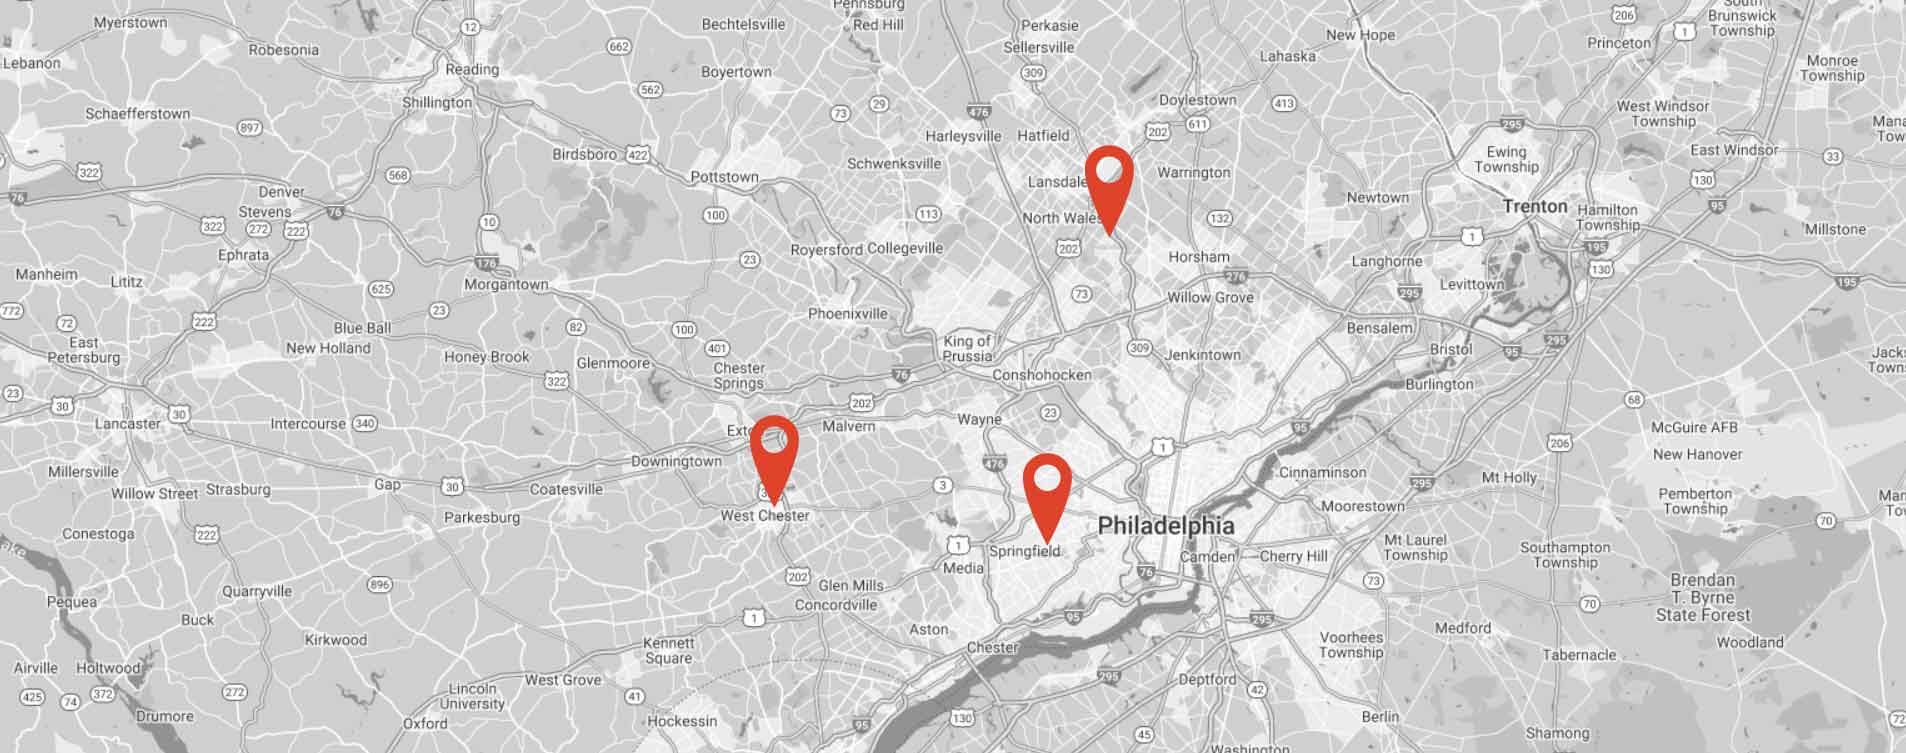 Pennsburg
Red Hill
Bechtelsville
Perkasie
Sellersville
New Hope
206
South
Brunswick
Township
1
Princeton
Myerstown
12
Robesonia
662
Lebanon
Reading
Boyertown
309
Lahaska
Monroe
Township
562
Shillington
73
29
476
Doylestown
413
West Windsor
Township
Schaefferstown
897
Harleysville
Hatfield
202
611
295
Ewing
Township
East Windsor
33
Birdsboro
422
Schwenksville
322
568
Pottstown
Lansdale
Warrington
130
76
Denver
Stevens
76
Newtown
Trenton
Hamilton
Township
95
322
272
222
10
100
113
North Wales
132
1
Millstone
Ephrata
Royersford
Collegeville
202
195
176
23
Horsham
Langhorne
130
Manheim
Lititz
Morgantown
276
Levittown
195
625
73
Willow Grove
295
772
72
222
23
Blue Ball
82
100
Phoenixville
Bensalem
East
Petersburg
New Holland
Honey Brook
Glenmoore
401
King of
Prussia
309
Jenkintown
Bristol
95
295
23
322
Chester
Springs
76
Conshohocken
Burlington
30
30
202
23
68
Lancaster
Intercourse
340
Malvern
Wayne
95
McGuire AFB
1
206
New Hanover
Downingtown
476
Millersville
Cinnaminson
Mt Holly
Willow Street
Strasburg
Gap
30
Coatesville
3
295
Pemberton
Township
Parkesburg
West Chester
Moorestown
70
Conestoga
222
Philadelphia
1
Springfield
Camden
Cherry Hill
Mt Laurel
Township
Southampton
Township
Media
76
896
202
Glen Mills
73
Brendan
T. Byrne
State Forest
Quarryville
Pequea
Concordville
70
Buck
1
95
295
Kirkwood
Aston
Medford
Kennett
Square
Chester
Voorhees
Township
Woodland
Airville
Holtwood
West Grove
295
Deptford
Tabernacle
425
74
372
272
Lincoln
University
41
42
Drumore
Oxford
Hockessin
95
130
Berlin
72
45
Shamong
Washington